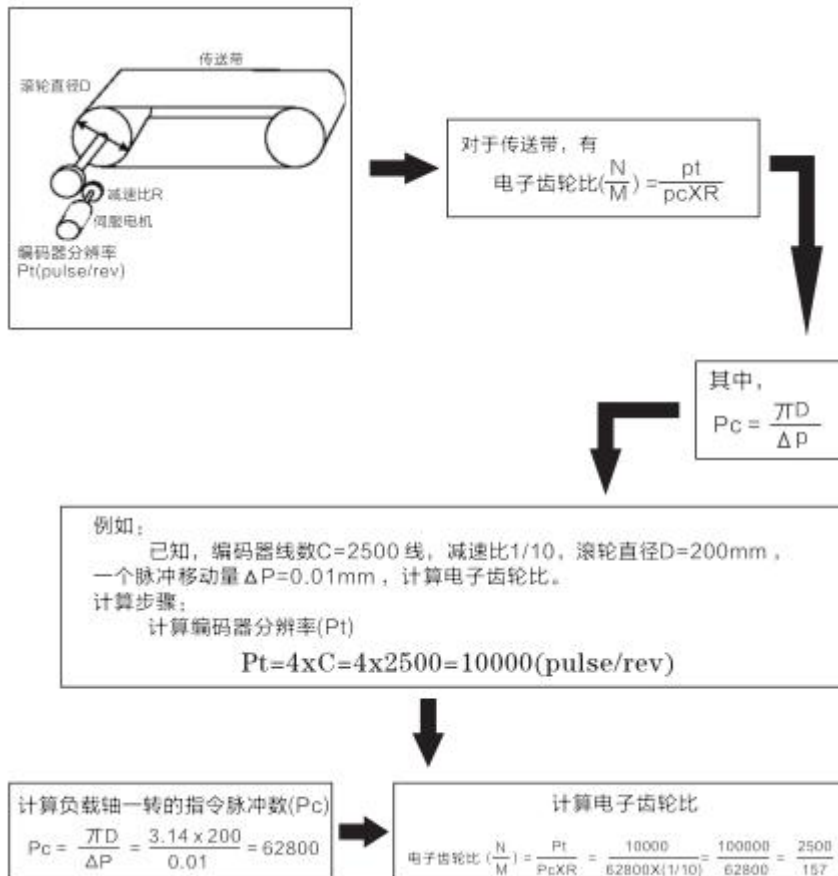 传送带
滚轮直径D
减速比R
伺服电机
编码器分辨率
Pt(pulse/rev)
对于传送带，有
电子齿轮比(N/M)=pt/pcXR
其中，
Pc = πD/Δp
例如：
已知，编码器线数C=2500 线，减速比1/10，滚轮直径D=200mm，
一个脉冲移动量ΔP=0.01mm，计算电子齿轮比。
计算步骤：
计算编码器分辨率(Pt)
Pt=4xC=4x2500=10000(pulse/rev)
计算负载轴一转的指令脉冲数(Pc)
Pc = πD/ΔP = 3.14 x 200/0.01 = 62800
计算电子齿轮比
电子齿轮比 (N/M) = Pt/PcXR = 10000/62800X(1/10) = 100000/62800 = 2500/157